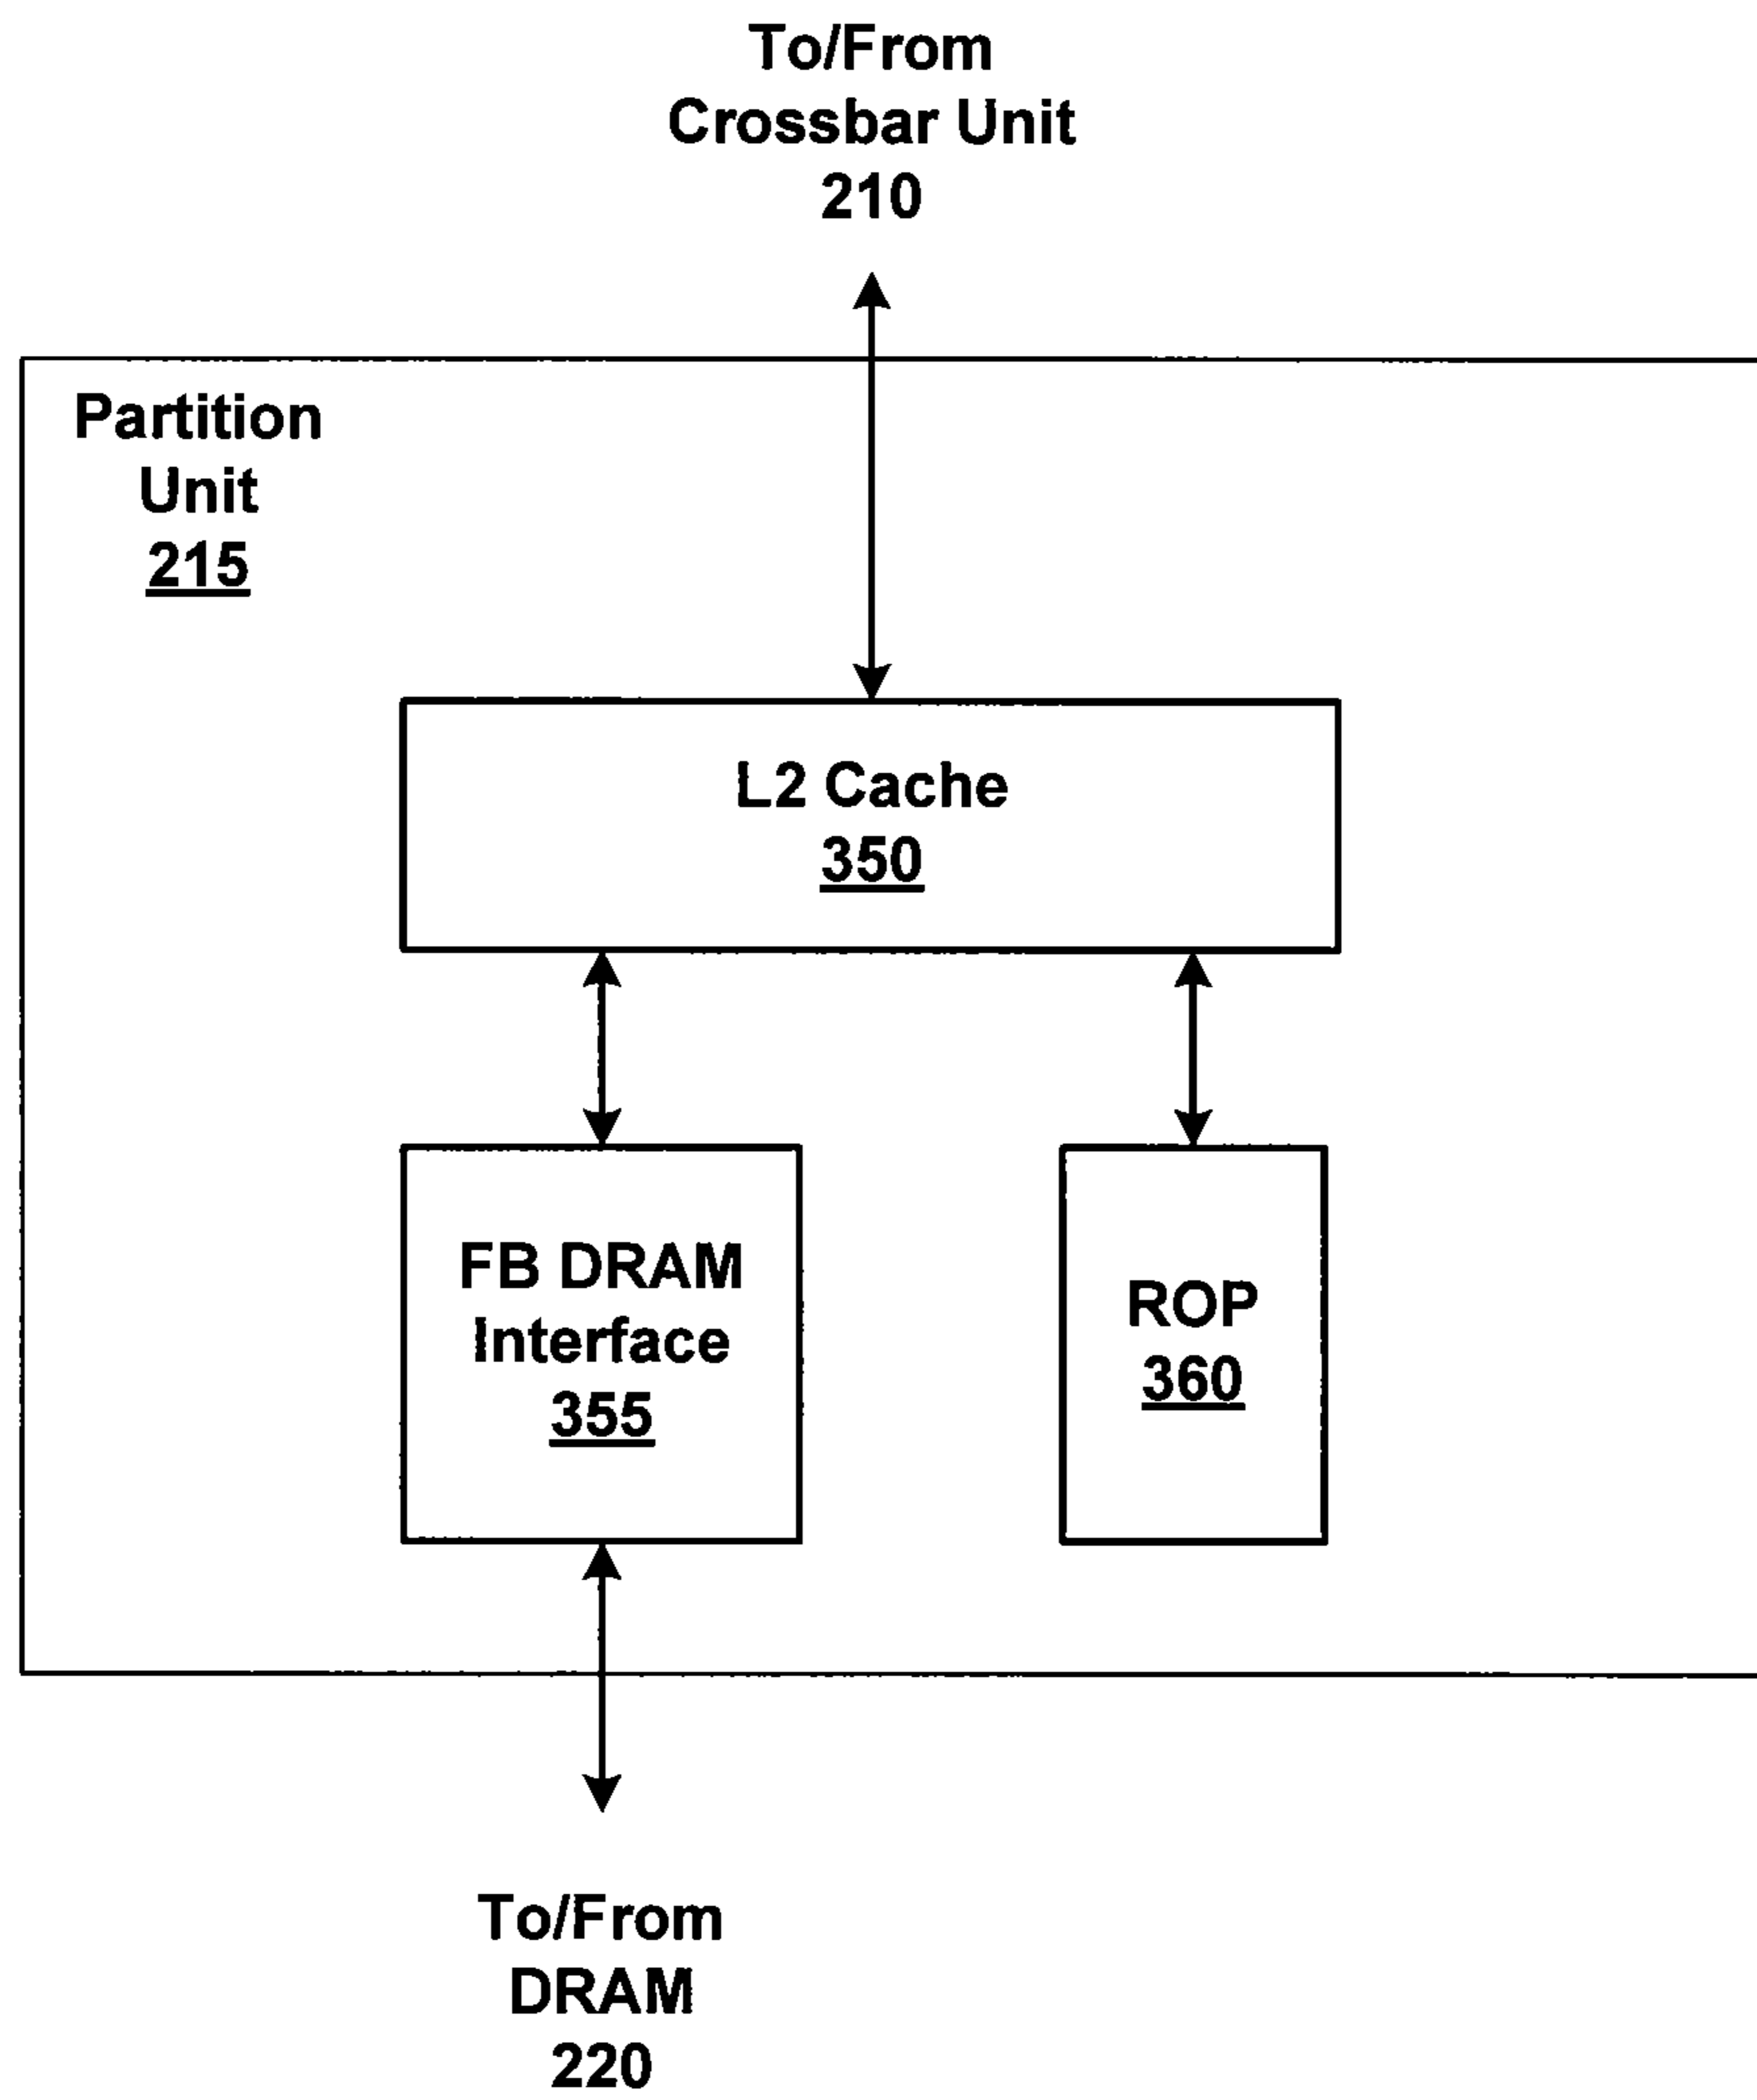 To/From
Crossbar Unit
210
Partition
Unit
215
L2 Cache
350
FB DRAM
Interface
355
ROP
360
To/From
DRAM
220